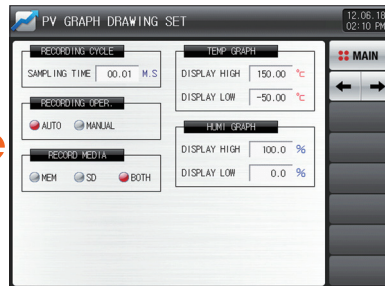 PV GRAPH DRAWING SET
12.06.18
02:10 PM
RECORDING CYCLE
SAMPLING TIME 00.01 M.S
RECORDING OPER.
AUTO MANUAL
RECORD MEDIA
MEM SD BOTH
TEMP GRAPH
DISPLAY HIGH 150.00 ℃
DISPLAY LOW -50.00 ℃
HUMI GRAPH
DISPLAY HIGH 100.0 %
DISPLAY LOW 0.0 %
MAIN